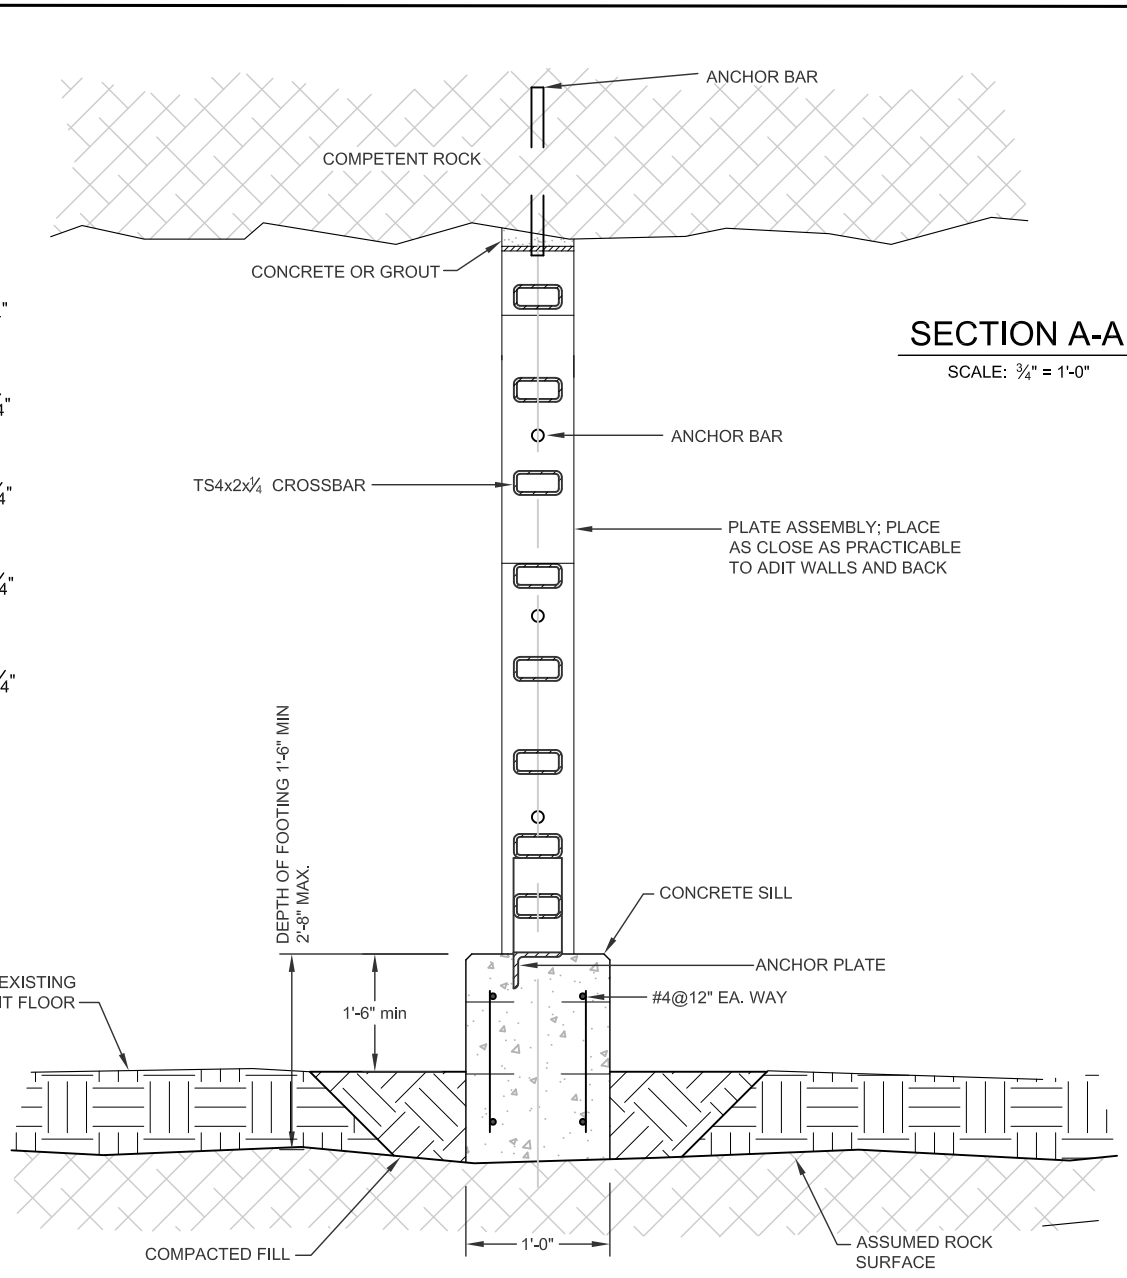 ANCHOR BAR
COMPETENT ROCK
CONCRETE OR GROUT
SECTION A-A
SCALE: ¾" = 1'-0"
ANCHOR BAR
TS4x2x¼ CROSSBAR
PLATE ASSEMBLY; PLACE
AS CLOSE AS PRACTICABLE
TO ADIT WALLS AND BACK
DEPTH OF FOOTING 1'-6" MIN
2'-8" MAX.
CONCRETE SILL
ANCHOR PLATE
EXISTING
FLOOR
#4@12" EA. WAY
1'-6" min
COMPACTED FILL
1'-0"
ASSUMED ROCK
SURFACE